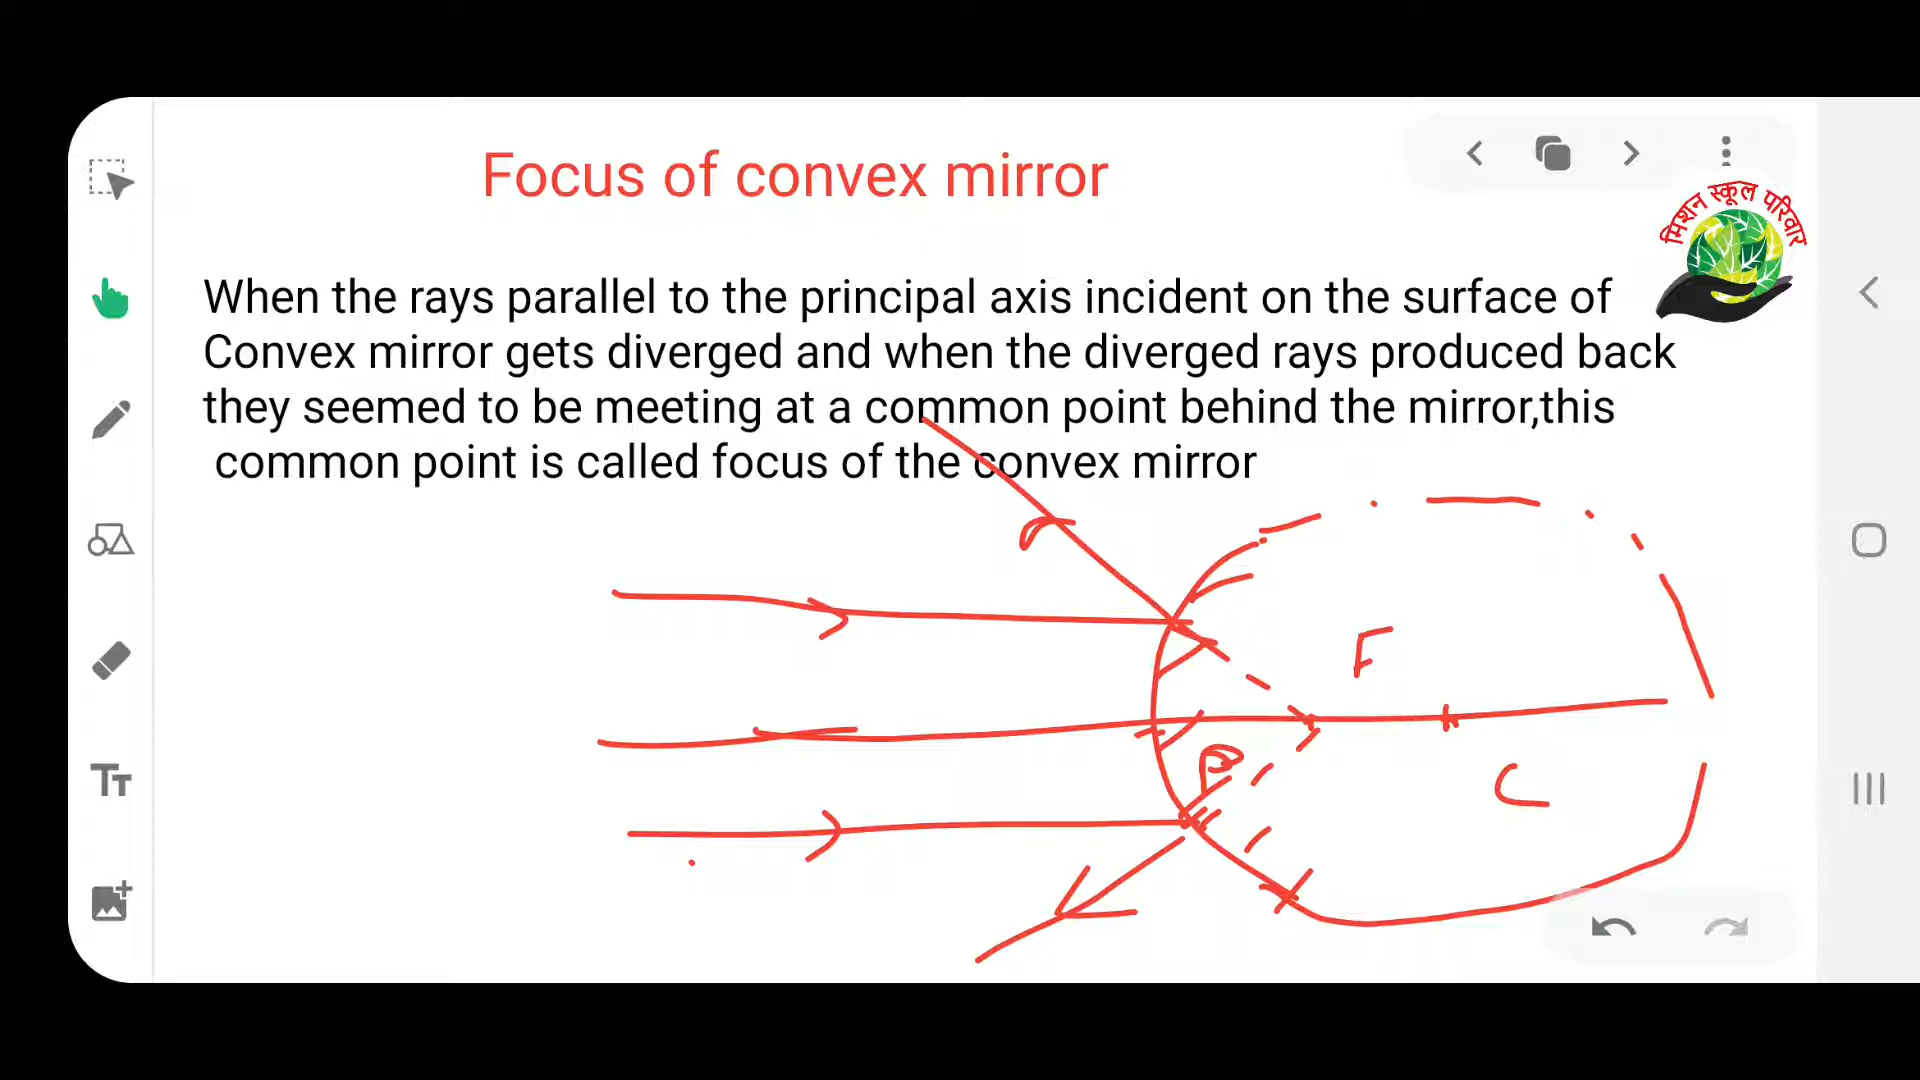 Focus of convex mirror
मिशन स्कूल परिवार
When the rays parallel to the principal axis incident on the surface of
Convex mirror gets diverged and when the diverged rays produced back
they seemed to be meeting at a common point behind the mirror,this
common point is called focus of the convex mirror
F
P
C
TT